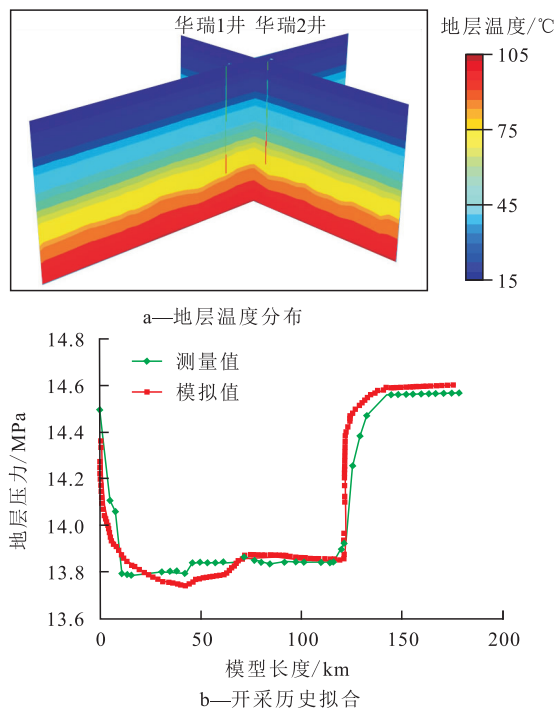 华瑞1井 华瑞2井
地层温度/℃
105
75
45
15
a—地层温度分布
14.8
14.6
14.4
14.2
14.0
13.8
13.6
地层压力/MPa
测量值
模拟值
0 50 100 150 200
模型长度/km
b—开采历史拟合